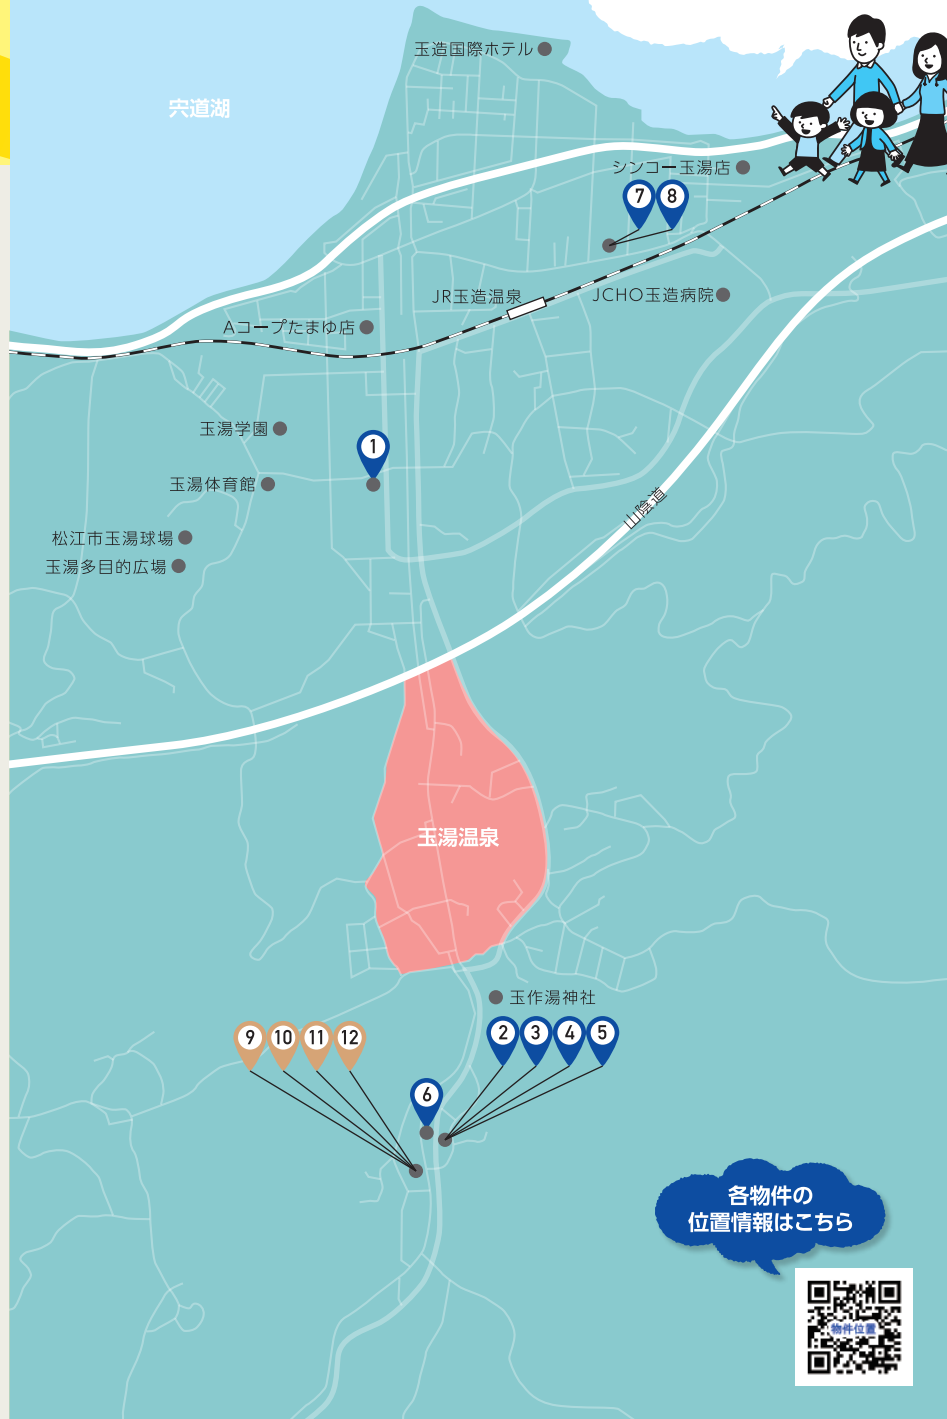 玉造国際ホテル
宍道湖
シンコー玉湯店
7
8
JR玉造温泉
JCHO玉造病院
Aコープたまゆ店
玉湯学園
1
玉湯体育館
山陰道
松江市玉湯球場
玉湯多目的広場
玉湯温泉
玉作湯神社
9
10
11
12
2
3
4
5
6
各物件の
位置情報はこちら
物件位置